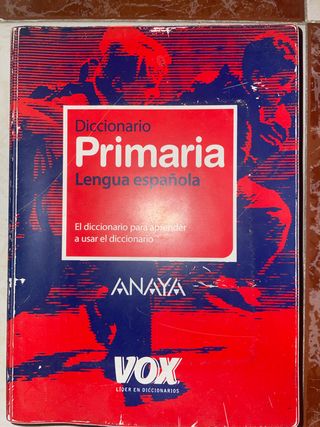 Diccionario
Primaria
Lengua española
El diccionario para aprender
a usar el diccionario
ANAYA
VOX
LÍDER EN DICCIONARIOS